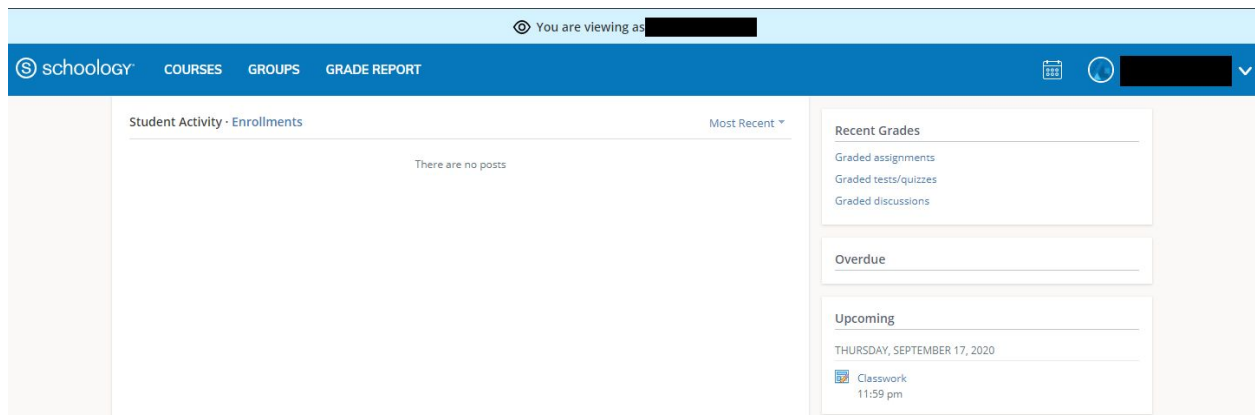 You are viewing as
schoology COURSES GROUPS GRADE REPORT
Student Activity · Enrollments Most Recent
There are no posts
Recent Grades
Graded assignments
Graded tests/quizzes
Graded discussions
Overdue
Upcoming
THURSDAY, SEPTEMBER 17, 2020
Classwork
11:59 pm